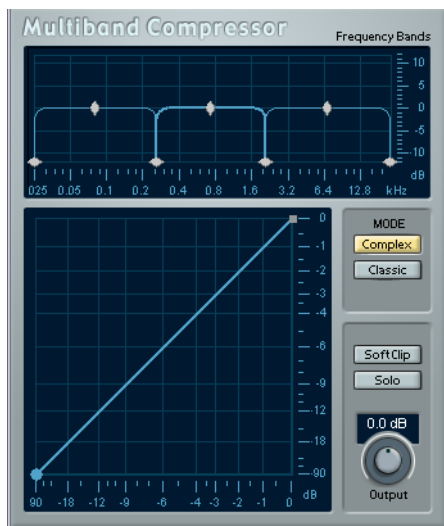 Multiband Compressor
Frequency Bands
10
5
0
-5
-10
dB
025 0.05 0.1 0.2 0.4 0.8 1.6 3.2 6.4 12.8 kHz
0
-1
-2
-3
-4
-6
-9
-12
-18
-90
dB
90 -18 -12 -9 -6 -4 -3 -2 -1 0
MODE
Complex
Classic
SoftClip
Solo
0.0 dB
Output